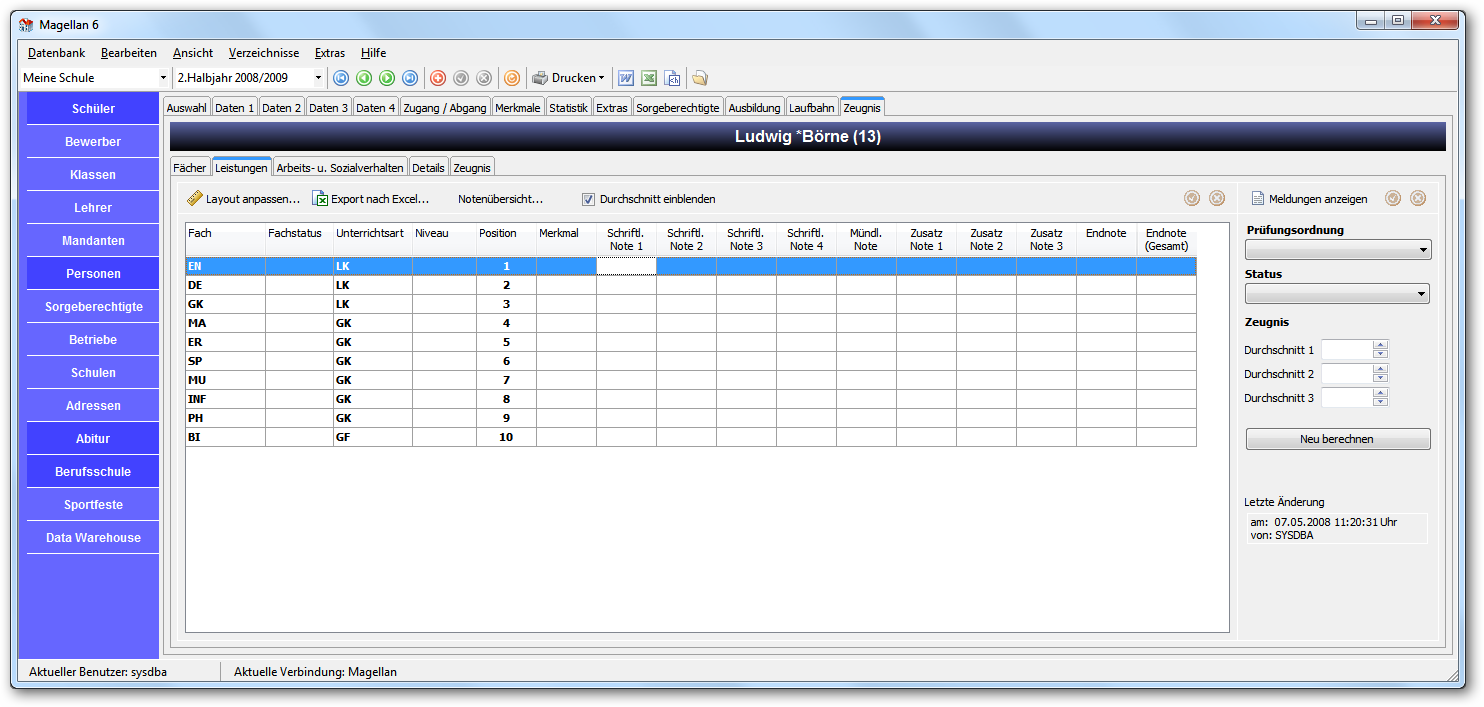 Magellan 6
Datenbank Bearbeiten Ansicht Verzeichnisse Extras Hilfe
Meine Schule 2.Halbjahr 2008/2009 Drucken
Schüler
Bewerber
Klassen
Lehrer
Mandanten
Personen
Sorgeberechtigte
Betriebe
Schulen
Adressen
Abitur
Berufsschule
Sportfeste
Data Warehouse
Auswahl Daten 1 Daten 2 Daten 3 Daten 4 Zugang / Abgang Merkmale Statistik Extras Sorgeberechtigte Ausbildung Laufbahn Zeugnis
Ludwig *Börne (13)
Fächer Leistungen Arbeits- u. Sozialverhalten Details Zeugnis
Layout anpassen... Export nach Excel... Notenübersicht... Durchschnitt einblenden
Fach Fachstatus Unterrichtsart Niveau Position Merkmal Schriftl. Note 1 Schriftl. Note 2 Schriftl. Note 3 Schriftl. Note 4 Mündl. Note Zusatz Note 1 Zusatz Note 2 Zusatz Note 3 Endnote Endnote (Gesamt)
EN LK 1
DE LK 2
GK LK 3
MA GK 4
ER GK 5
SP GK 6
MU GK 7
INF GK 8
PH GK 9
BI GF 10
Meldungen anzeigen
Prüfungsordnung
Status
Zeugnis
Durchschnitt 1
Durchschnitt 2
Durchschnitt 3
Neu berechnen
Letzte Änderung
am: 07.05.2008 11:20:31 Uhr
von: SYSDBA
Aktueller Benutzer: sysdba Aktuelle Verbindung: Magellan